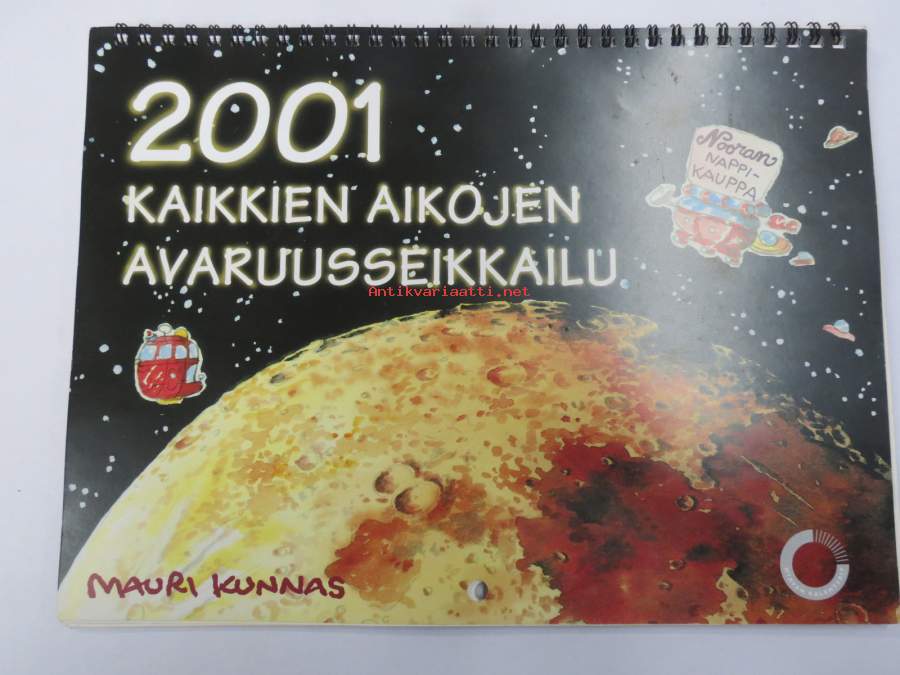 2001
KAIKKIEN AIKOJEN
AVARUUSSEIKKAILU
Nooran
NAPPI-
KAUPPA
Antikvariaatti.net
MAURI KUNNAS